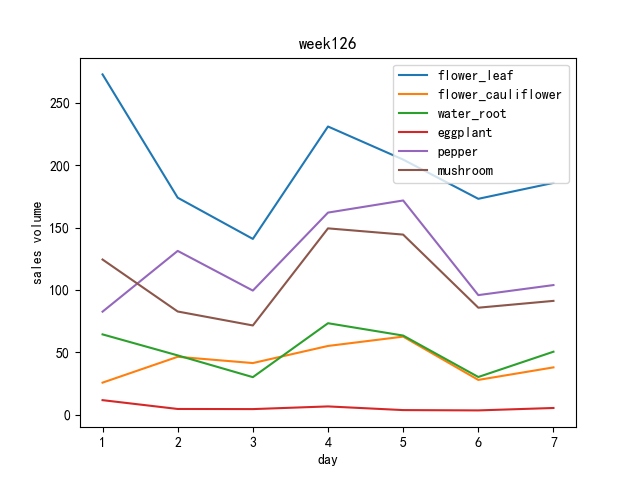 week126
flower_leaf
flower_cauliflower
water_root
eggplant
pepper
mushroom
sales volume
250
200
150
100
50
0
1 2 3 4 5 6 7
day